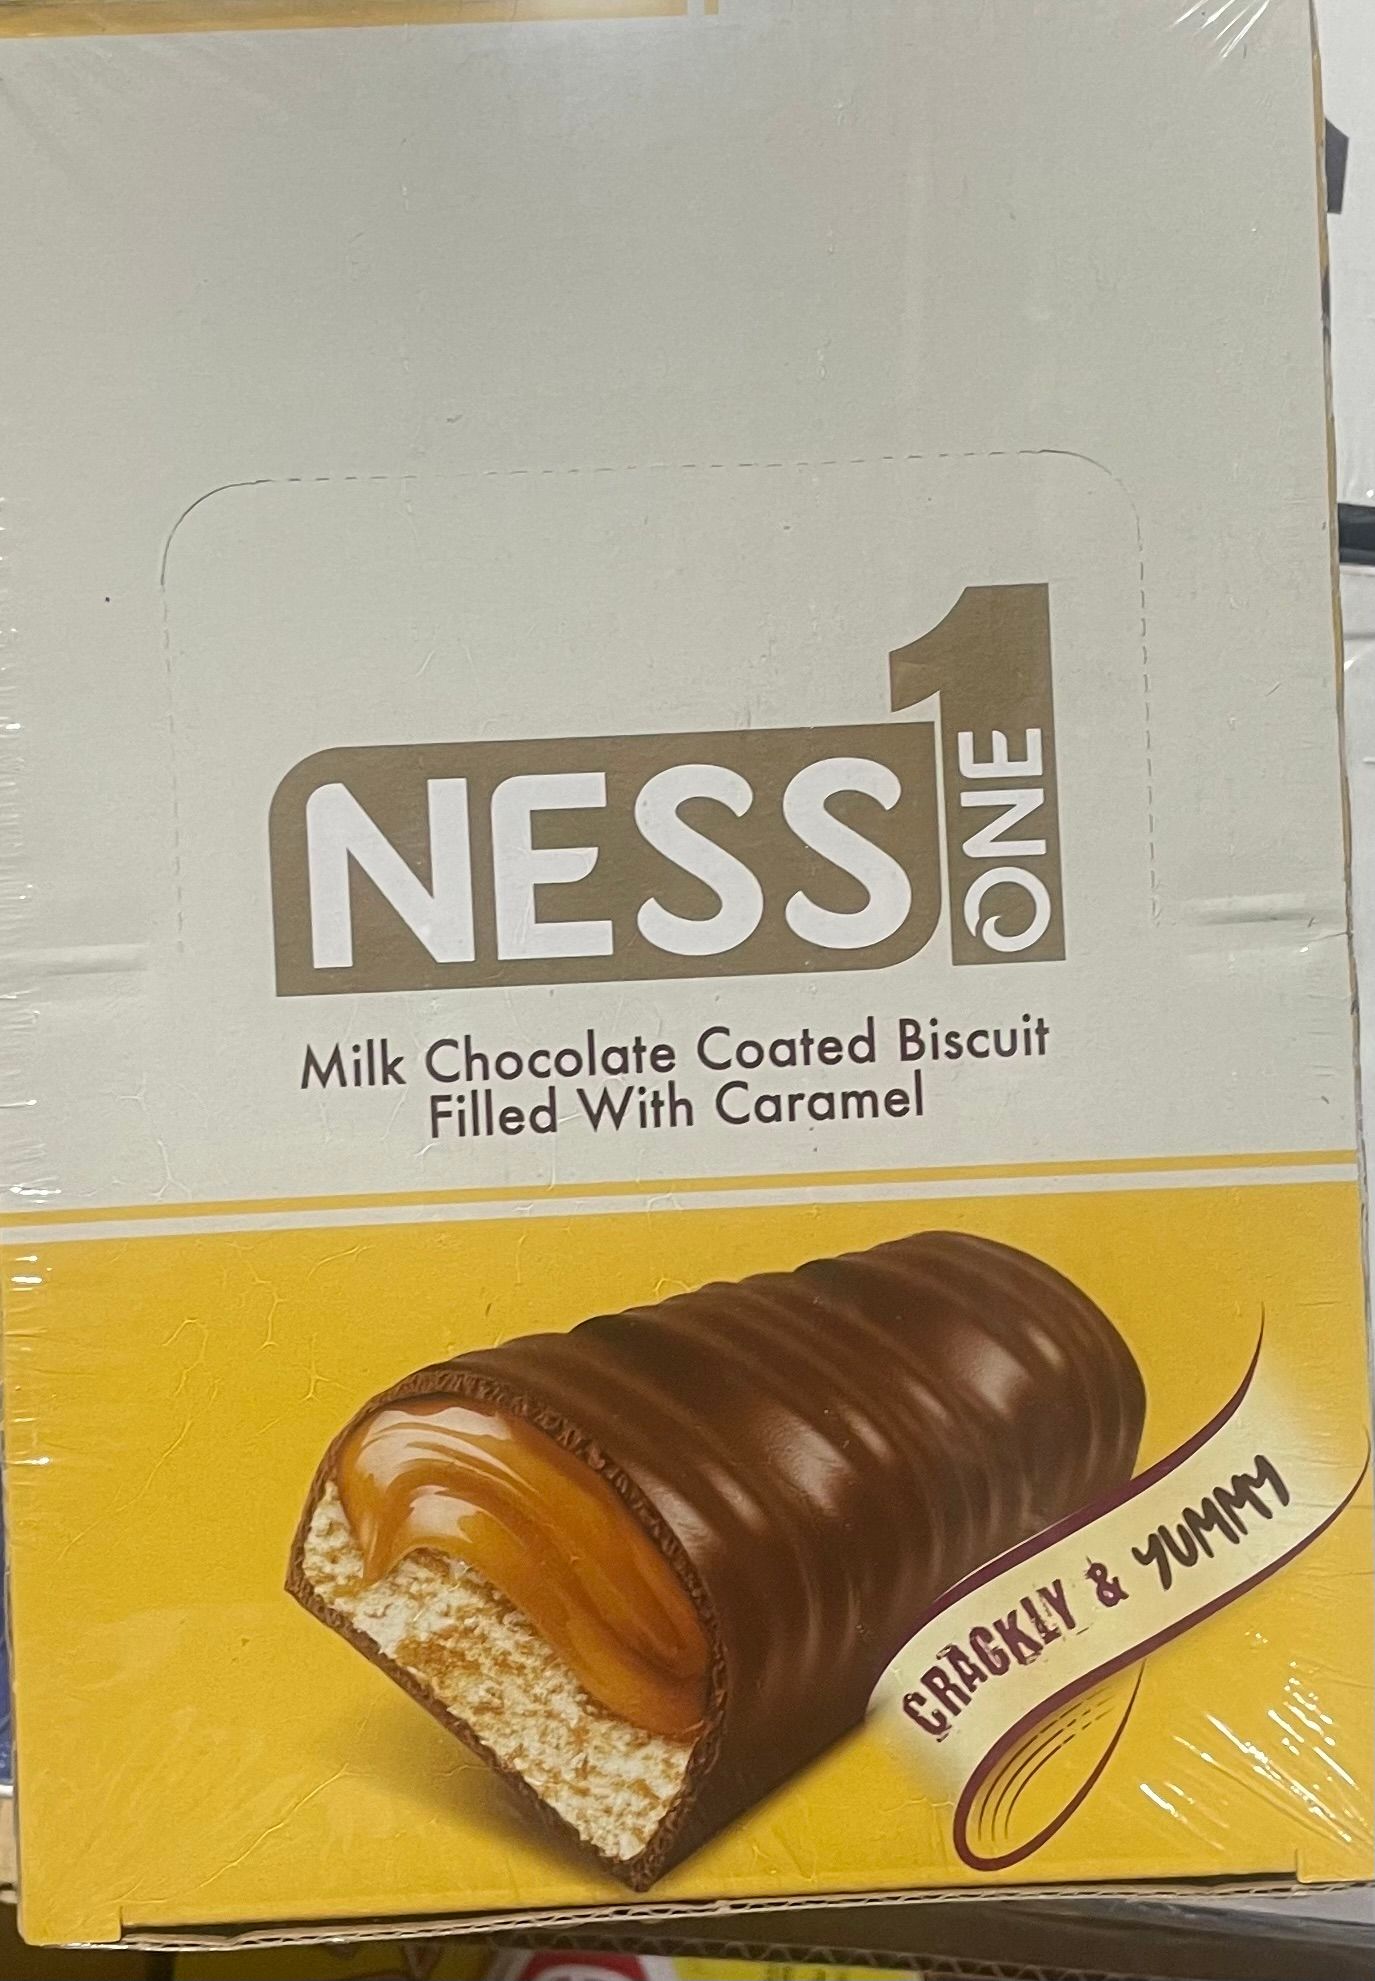 NESS
1
ONE
Milk Chocolate Coated Biscuit
Filled With Caramel
CRACKLY & YUMMY